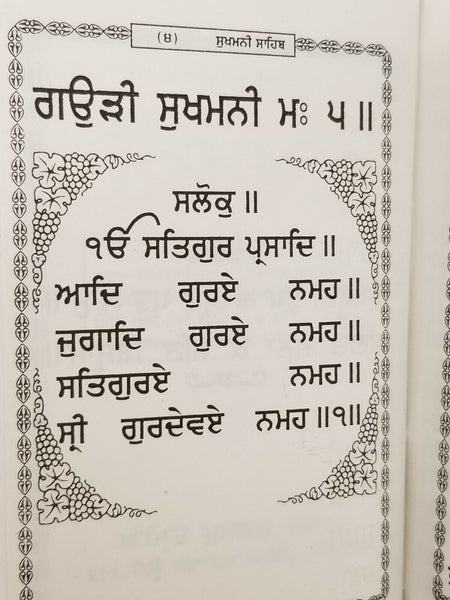 (੪) ਸੁਖਮਨੀ ਸਾਹਿਬ
ਗਉੜੀ ਸੁਖਮਨੀ ਮਃ ੫ ॥
ਸਲੋਕੁ ॥
ੴ ਸਤਿਗੁਰ ਪ੍ਰਸਾਦਿ ॥
ਆਦਿ ਗੁਰਏ ਨਮਹ ॥
ਜੁਗਾਦਿ ਗੁਰਏ ਨਮਹ ॥
ਸਤਿਗੁਰਏ ਨਮਹ ॥
ਸ੍ਰੀ ਗੁਰਦੇਵਏ ਨਮਹ ॥੧॥